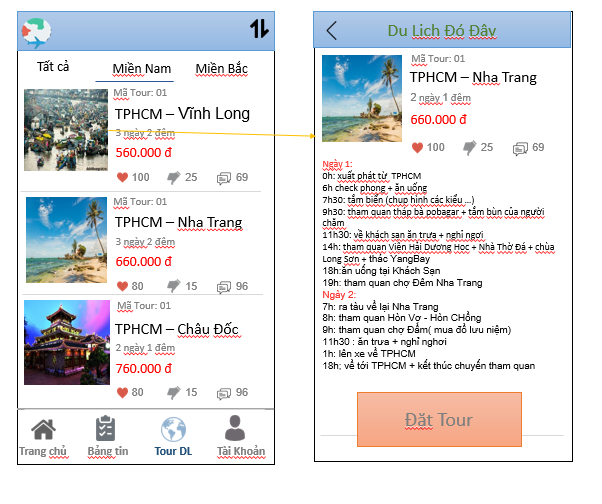 Tất cả
Miền Nam
Miền Bắc
Mã Tour: 01
TPHCM – Vĩnh Long
3 ngày 2 đêm
560.000 đ
100
25
69
Mã Tour: 01
TPHCM – Nha Trang
3 ngày 2 đêm
660.000 đ
80
15
96
Mã Tour: 01
TPHCM – Châu Đốc
2 ngày 1 đêm
760.000 đ
80
15
96
Trang chủ
Bảng tin
Tour DL
Tài Khoản
Du Lịch Đó Đây
Mã Tour: 01
TPHCM – Nha Trang
2 ngày 1 đêm
660.000 đ
100
25
69
Ngày 1:
0h: xuất phát từ TPHCM
6h check phong + ăn uống
7h30: tắm biển (chụp hình các kiểu ...)
9h30: tham quan tháp bà pobagar + tắm bùn của người
chăm
11h30: về khách sạn ăn trưa + nghỉ ngơi
14h: tham quan Viện Hải Dương Học + Nhà Thờ Đá + chùa
Long Sơn + thác YangBay
18h:ăn uống tại Khách Sạn
19h: tham quan chợ Đêm Nha Trang
Ngày 2:
7h: ra tàu về lại Nha Trang
8h: tham quan Hòn Vợ - Hòn CHồng
9h: tham quan chợ Đầm( mua đồ lưu niệm)
11h30 : ăn trưa + nghỉ nghơi
1h: lên xe về TPHCM
18h; về tới TPHCM + kết thúc chuyến tham quan
Đặt Tour